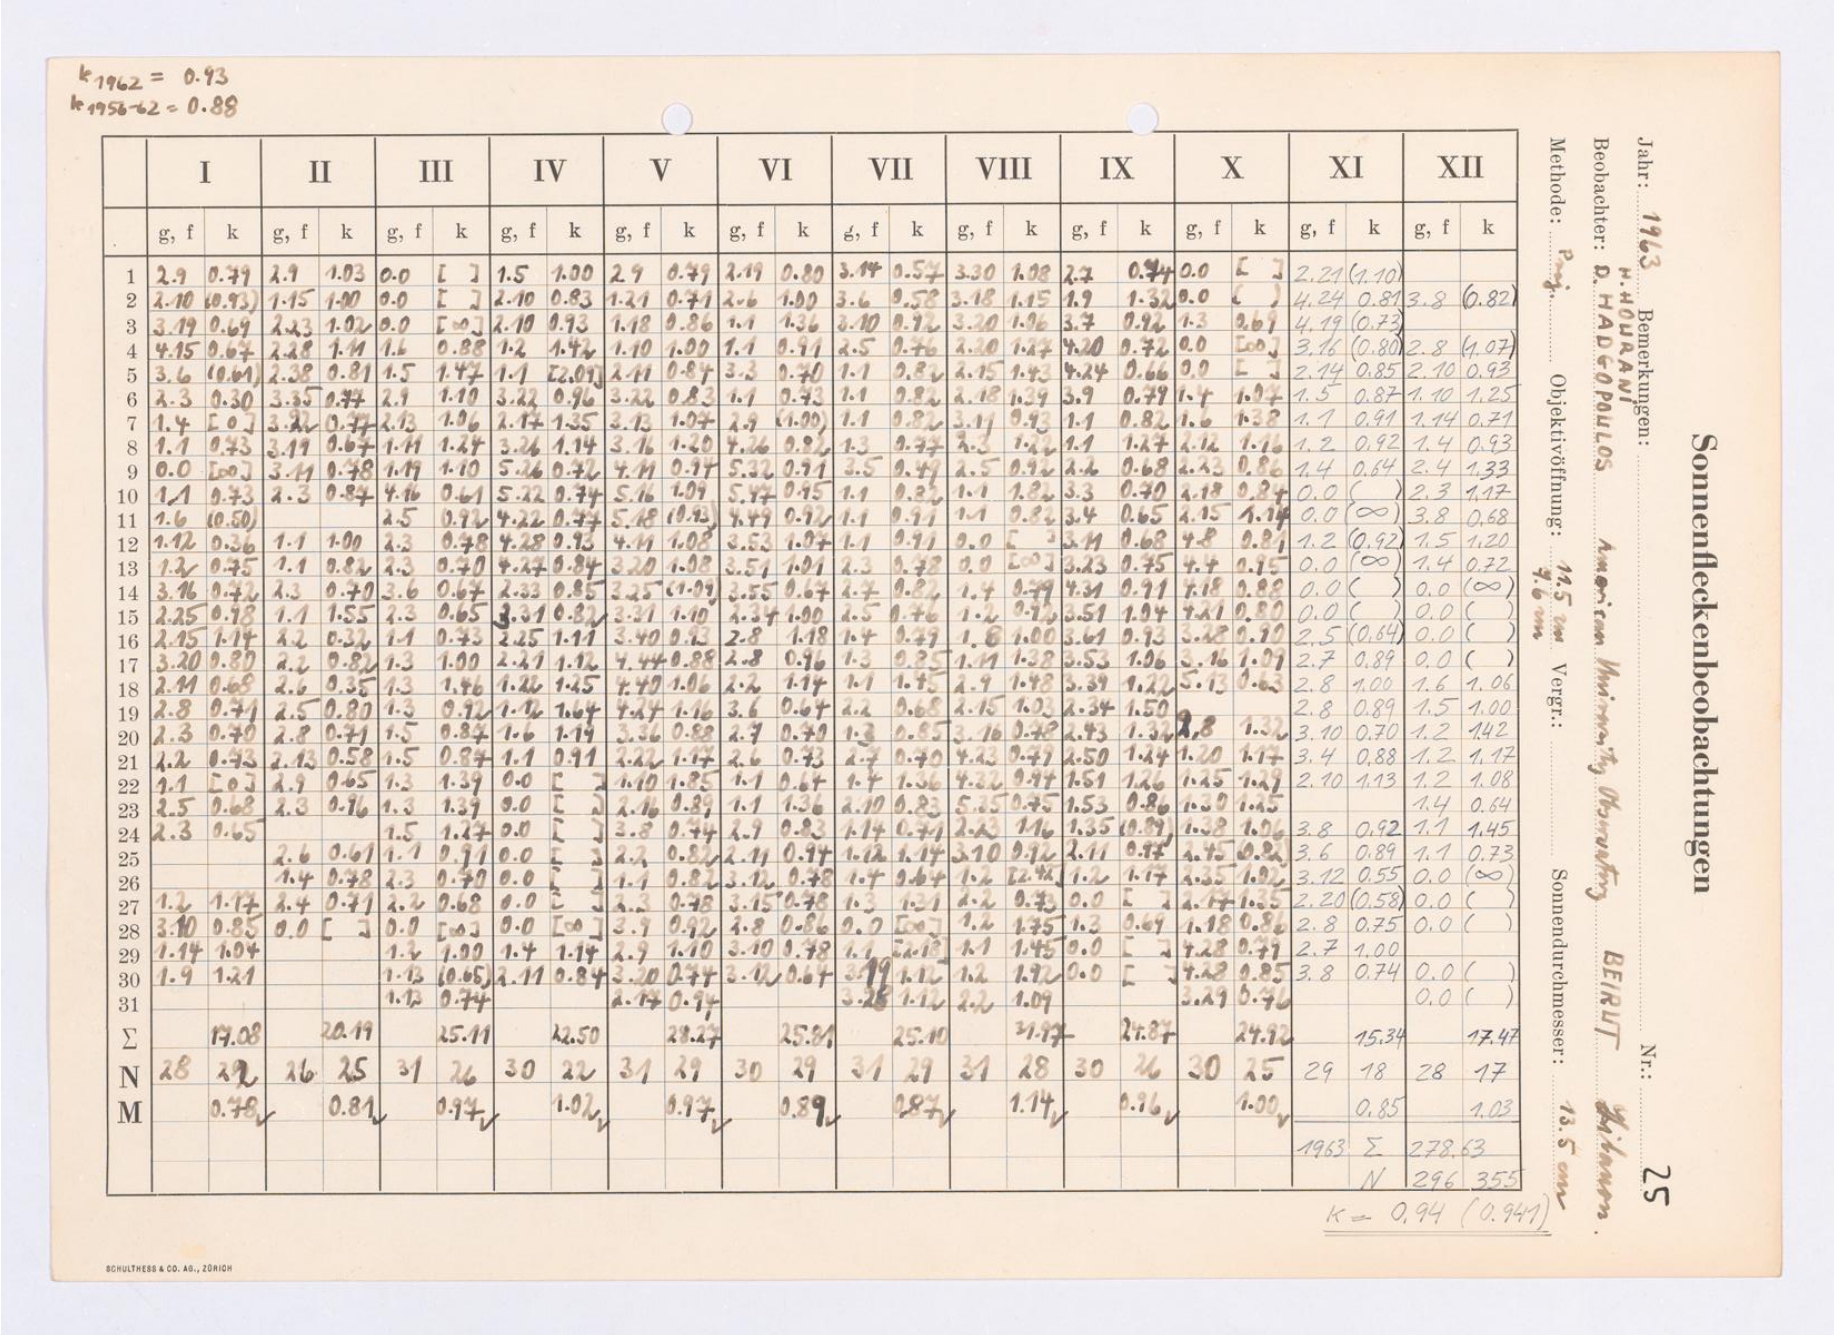 k1962 = 0.93
k1956-62 = 0.88
Sonnenfleckenbeobachtungen 25
Jahr: 1963 Bemerkungen: Nr.:
H. HOURANI
Beobachter: D. HADGOPOULOS American University Observatory BEIRUT Libanon.
Methode: Proj. Objektivöffnung: 11.5 cm Vergr.: Sonnendurchmesser: 13.5 cm
9.6 cm
I II III IV V VI VII VIII IX X XI XII
g, f k g, f k g, f k g, f k g, f k g, f k g, f k g, f k g, f k g, f k g, f k g, f k
1 2.9 0.79 2.9 1.03 0.0 [ ] 1.5 1.00 2.9 0.79 2.19 0.80 3.14 0.57 3.30 1.08 2.7 0.74 0.0 [ ] 2.21 (1.10)
2 2.10 (0.93) 1.15 1.00 0.0 [ ] 2.10 0.83 1.21 0.71 2.6 1.00 3.6 0.58 3.18 1.15 1.9 1.32 0.0 ( ) 4.24 0.81 3.8 (0.82)
3 3.19 0.69 2.23 1.02 0.0 [∞] 2.10 0.93 1.18 0.86 1.1 1.36 3.10 0.92 3.20 1.06 3.7 0.92 1.3 0.69 4.19 (0.73)
4 4.15 0.67 2.28 1.11 1.6 0.88 1.2 1.42 1.10 1.00 1.1 0.91 2.5 0.76 2.20 1.27 4.20 0.72 0.0 [∞] 3.16 (0.80) 2.8 (1.07)
5 3.6 (0.61) 2.38 0.81 1.5 1.47 1.1 [2.09] 2.11 0.84 3.3 0.70 1.1 0.82 2.15 1.43 4.24 0.66 0.0 [ ] 2.14 0.85 2.10 0.93
6 2.3 0.30 3.35 0.77 2.9 1.10 3.22 0.96 3.22 0.83 1.1 0.73 1.1 0.82 2.18 1.39 3.9 0.79 1.4 1.07 1.5 0.87 1.10 1.25
7 1.4 [0] 3.22 0.77 2.13 1.06 2.17 1.35 3.13 1.07 2.9 (1.00) 1.1 0.82 3.11 0.93 1.1 0.82 1.6 1.38 1.1 0.91 1.14 0.71
8 1.1 0.73 3.19 0.67 1.11 1.24 3.26 1.14 3.16 1.20 4.26 0.82 1.3 0.77 2.3 1.22 1.1 1.27 2.12 1.16 1.2 0.92 1.4 0.93
9 0.0 [∞] 3.11 0.78 1.19 1.10 5.26 0.72 4.11 0.94 5.32 0.91 3.5 0.49 2.5 0.92 2.2 0.68 2.23 0.86 1.4 0.64 2.4 1.33
10 1.1 0.73 2.3 0.87 4.16 0.61 5.22 0.74 5.16 1.09 5.47 0.95 1.1 0.82 1.1 1.82 3.3 0.70 2.18 0.84 0.0 ( ) 2.3 1.17
11 1.6 (0.50) 2.5 0.92 4.22 0.77 5.18 (0.93) 4.49 0.92 1.1 0.91 1.1 0.82 3.4 0.65 2.15 1.14 0.0 (∞) 3.8 0.68
12 1.12 0.36 1.1 1.00 2.3 0.78 4.28 0.93 4.11 1.08 3.53 1.07 1.1 0.91 0.0 [ ] 3.11 0.68 4.8 0.81 1.2 (0.92) 1.5 1.20
13 1.2 0.75 1.1 0.82 2.3 0.70 4.27 0.84 3.20 1.08 3.51 1.01 2.3 0.78 0.0 [∞] 3.23 0.75 4.4 0.95 0.0 (∞) 1.4 0.72
14 3.16 0.72 2.3 0.70 3.6 0.67 2.33 0.85 3.25 (1.09) 3.55 0.67 2.7 0.82 1.4 0.79 4.31 0.91 4.18 0.88 0.0 ( ) 0.0 (∞)
15 2.25 0.98 1.1 1.55 2.3 0.65 3.31 0.82 3.31 1.10 2.34 1.00 2.5 0.76 1.2 0.92 3.51 1.04 4.21 0.80 0.0 ( ) 0.0 ( )
16 2.15 1.14 2.2 0.32 1.1 0.73 2.25 1.11 3.40 0.93 2.8 1.18 1.4 0.79 1.8 1.00 3.61 0.93 3.28 0.90 2.5 (0.64) 0.0 ( )
17 3.20 0.80 2.2 0.82 1.3 1.00 2.21 1.12 4.44 0.88 2.8 0.96 1.3 0.85 1.11 1.38 3.53 1.06 3.16 1.09 2.7 0.89 0.0 ( )
18 2.11 0.68 2.6 0.35 1.3 1.46 1.22 1.25 4.40 1.06 2.2 1.14 1.1 1.45 2.9 1.48 3.39 1.22 5.13 0.63 2.8 1.00 1.6 1.06
19 2.8 0.71 2.5 0.80 1.3 0.92 1.12 1.64 4.24 1.16 3.6 0.64 2.2 0.68 2.15 1.03 2.34 1.50 2.8 0.89 1.5 1.00
20 2.3 0.70 2.8 0.71 1.5 0.87 1.6 1.19 3.36 0.88 2.7 0.70 1.3 0.85 3.16 0.78 2.43 1.32 2.8 1.32 3.10 0.70 1.2 1.42
21 2.2 0.73 2.13 0.58 1.5 0.87 1.1 0.91 2.22 1.17 2.6 0.73 2.7 0.70 4.23 0.79 2.50 1.24 1.20 1.17 3.4 0.88 1.2 1.17
22 1.1 [0] 2.9 0.65 1.3 1.39 0.0 [ ] 1.10 1.85 1.1 0.64 1.4 1.36 4.32 0.94 1.51 1.26 1.25 1.29 2.10 1.13 1.2 1.08
23 2.5 0.68 2.3 0.96 1.3 1.39 0.0 [ ] 2.16 0.89 1.1 1.36 2.10 0.83 5.25 0.75 1.53 0.86 1.30 1.25 1.4 0.64
24 2.3 0.65 1.5 1.27 0.0 [ ] 3.8 0.74 2.9 0.83 1.14 0.71 2.23 1.16 1.35 (0.89) 1.38 1.06 3.8 0.92 1.1 1.45
25 2.6 0.61 1.1 0.91 0.0 [ ] 2.2 0.82 2.11 0.94 1.12 1.14 3.10 0.92 2.11 0.97 2.45 0.82 3.6 0.89 1.1 0.73
26 1.4 0.78 2.3 0.70 0.0 [ ] 1.1 0.82 3.12 0.78 1.4 0.64 1.2 [2.42] 1.2 1.17 2.35 1.02 3.12 0.55 0.0 (∞)
27 1.2 1.17 2.4 0.71 2.2 0.68 0.0 [ ] 2.3 0.78 3.15 0.78 1.3 1.31 2.2 0.73 0.0 [ ] 2.17 1.35 2.20 (0.58) 0.0 ( )
28 3.10 0.85 0.0 [ ] 0.0 [∞] 0.0 [∞] 3.9 0.92 2.8 0.86 0.0 [∞] 1.2 1.75 1.3 0.69 1.18 0.86 2.8 0.75 0.0 ( )
29 1.14 1.04 1.2 1.00 1.4 1.14 2.9 1.10 3.10 0.78 1.1 [2.18] 1.1 1.45 0.0 [ ] 4.28 0.79 2.7 1.00
30 1.9 1.21 1.13 (0.65) 2.11 0.84 3.20 0.74 3.12 0.64 3.19 1.12 1.2 1.92 0.0 [ ] 4.28 0.85 3.8 0.74 0.0 ( )
31 1.13 0.74 2.17 0.94 3.28 1.12 2.2 1.09 3.29 0.76 0.0 ( )
Σ 17.08 20.19 25.11 22.50 28.27 25.81 25.10 31.97 24.87 24.92 15.34 17.47
N 28 22 26 25 31 26 30 22 31 29 30 29 31 29 31 28 30 26 30 25 29 18 28 17
M 0.78 0.81 0.97 1.02 0.97 0.89 0.87 1.14 0.96 1.00 0.85 1.03
1963 Σ 278.63
N 296 355
K = 0.94 (0.941)
SCHULTHESS & CO. AG., ZÜRICH